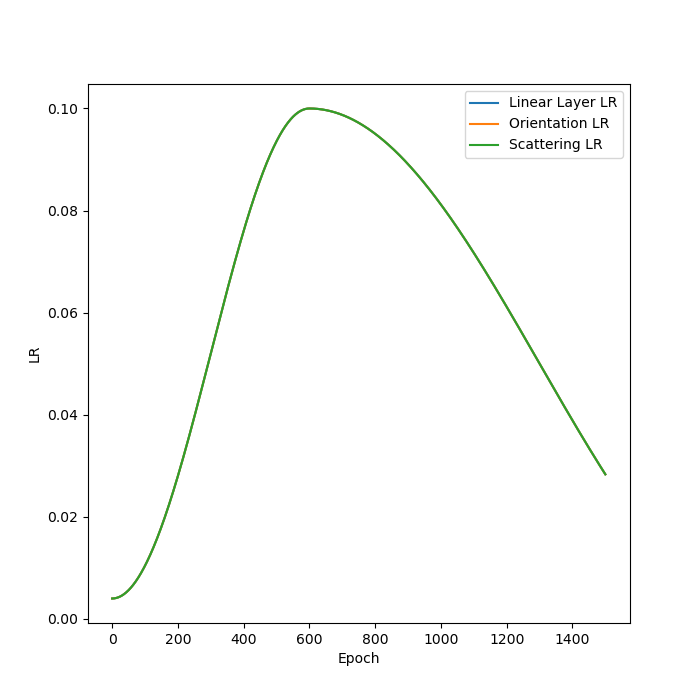 Linear Layer LR
Orientation LR
Scattering LR
0.10
0.08
0.06
0.04
0.02
0.00
LR
0 200 400 600 800 1000 1200 1400
Epoch